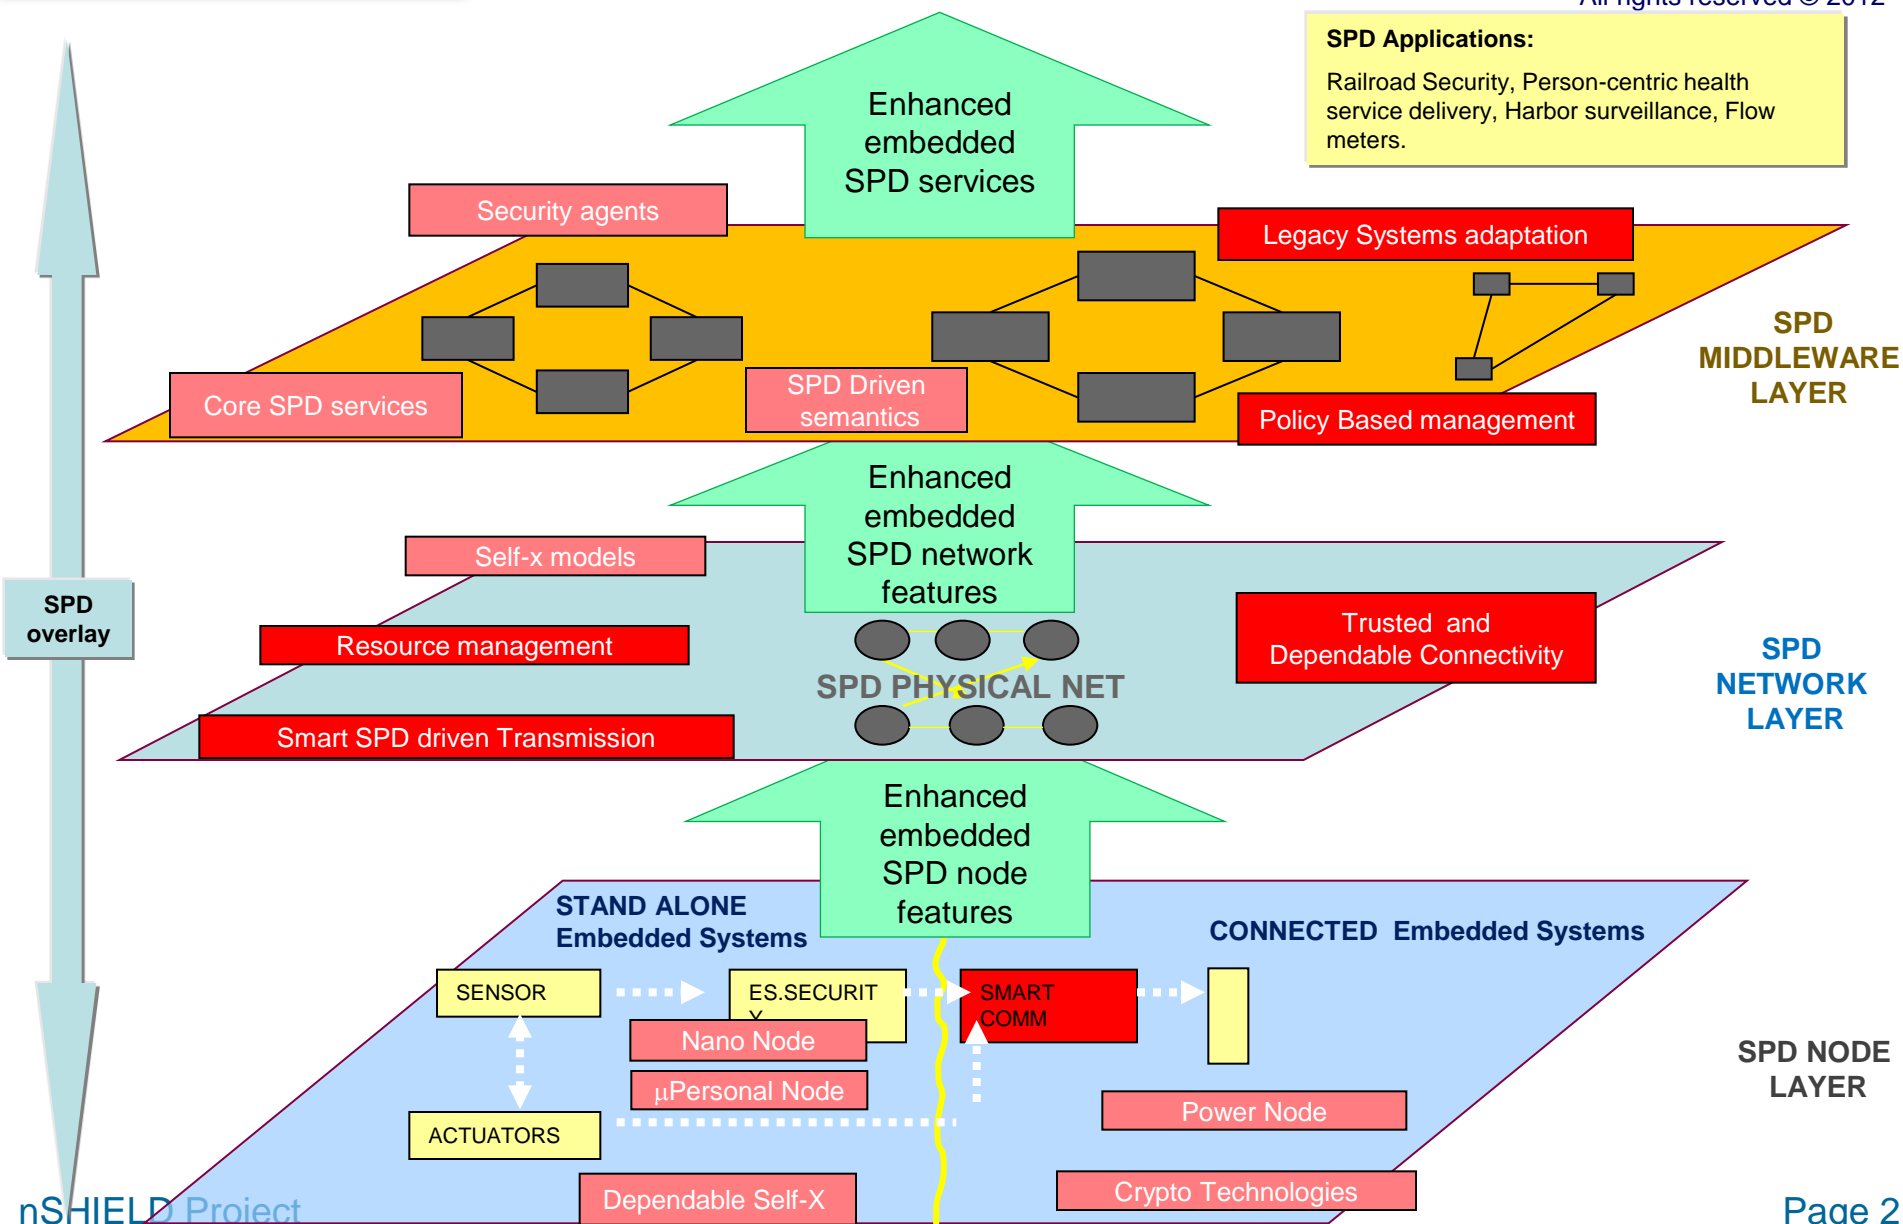 All rights reserved © 2012
SPD Applications:
Railroad Security, Person-centric health
service delivery, Harbor surveillance, Flow
meters.
Enhanced
embedded
SPD services
Security agents
Legacy Systems adaptation
SPD
MIDDLEWARE
LAYER
Core SPD services
SPD Driven
semantics
Policy Based management
Enhanced
embedded
SPD network
features
Self-x models
SPD
overlay
Resource management
Trusted and
Dependable Connectivity
SPD PHYSICAL NET
SPD
NETWORK
LAYER
Smart SPD driven Transmission
Enhanced
embedded
SPD node
features
STAND ALONE
Embedded Systems
CONNECTED Embedded Systems
SENSOR
ES.SECURIT
Y
SMART
COMM
Nano Node
µPersonal Node
SPD NODE
LAYER
Power Node
ACTUATORS
Dependable Self-X
Crypto Technologies
nSHIELD Project
Page 2